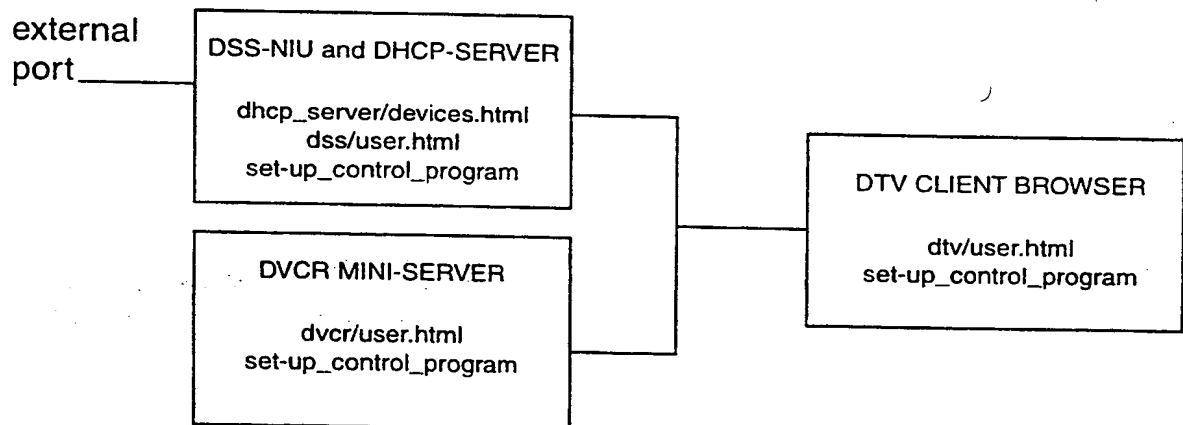 external
port
DSS-NIU and DHCP-SERVER
dhcp_server/devices.html
dss/user.html
set-up_control_program
DVCR MINI-SERVER
dvcr/user.html
set-up_control_program
DTV CLIENT BROWSER
dtv/user.html
set-up_control_program